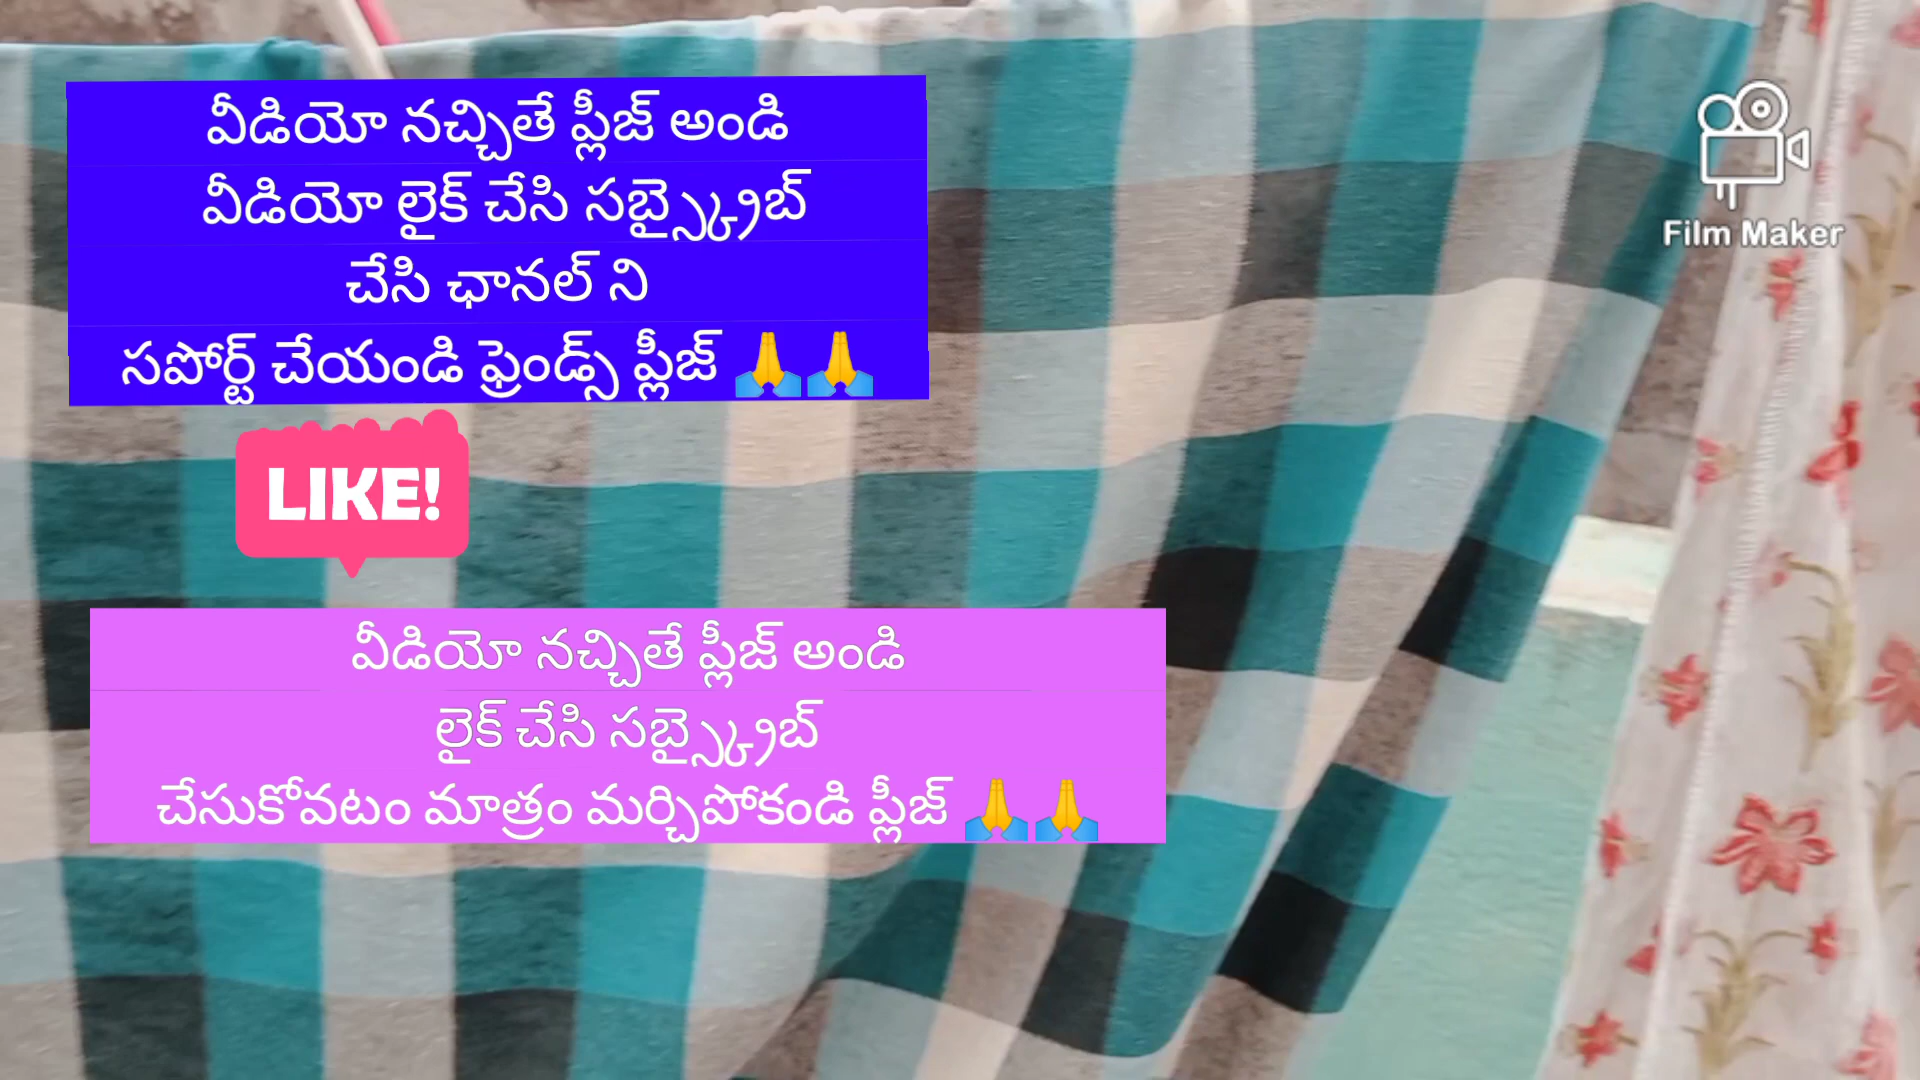 వీడియో నచ్చితే ప్లీజ్ అండి
వీడియో లైక్ చేసి సబ్స్క్రైబ్
చేసి ఛానల్ ని
సపోర్ట్ చేయండి ఫ్రెండ్స్ ప్లీజ్ 🙏🙏
Film Maker
LIKE!
వీడియో నచ్చితే ప్లీజ్ అండి
లైక్ చేసి సబ్స్క్రైబ్
చేసుకోవటం మాత్రం మర్చిపోకండి ప్లీజ్ 🙏🙏